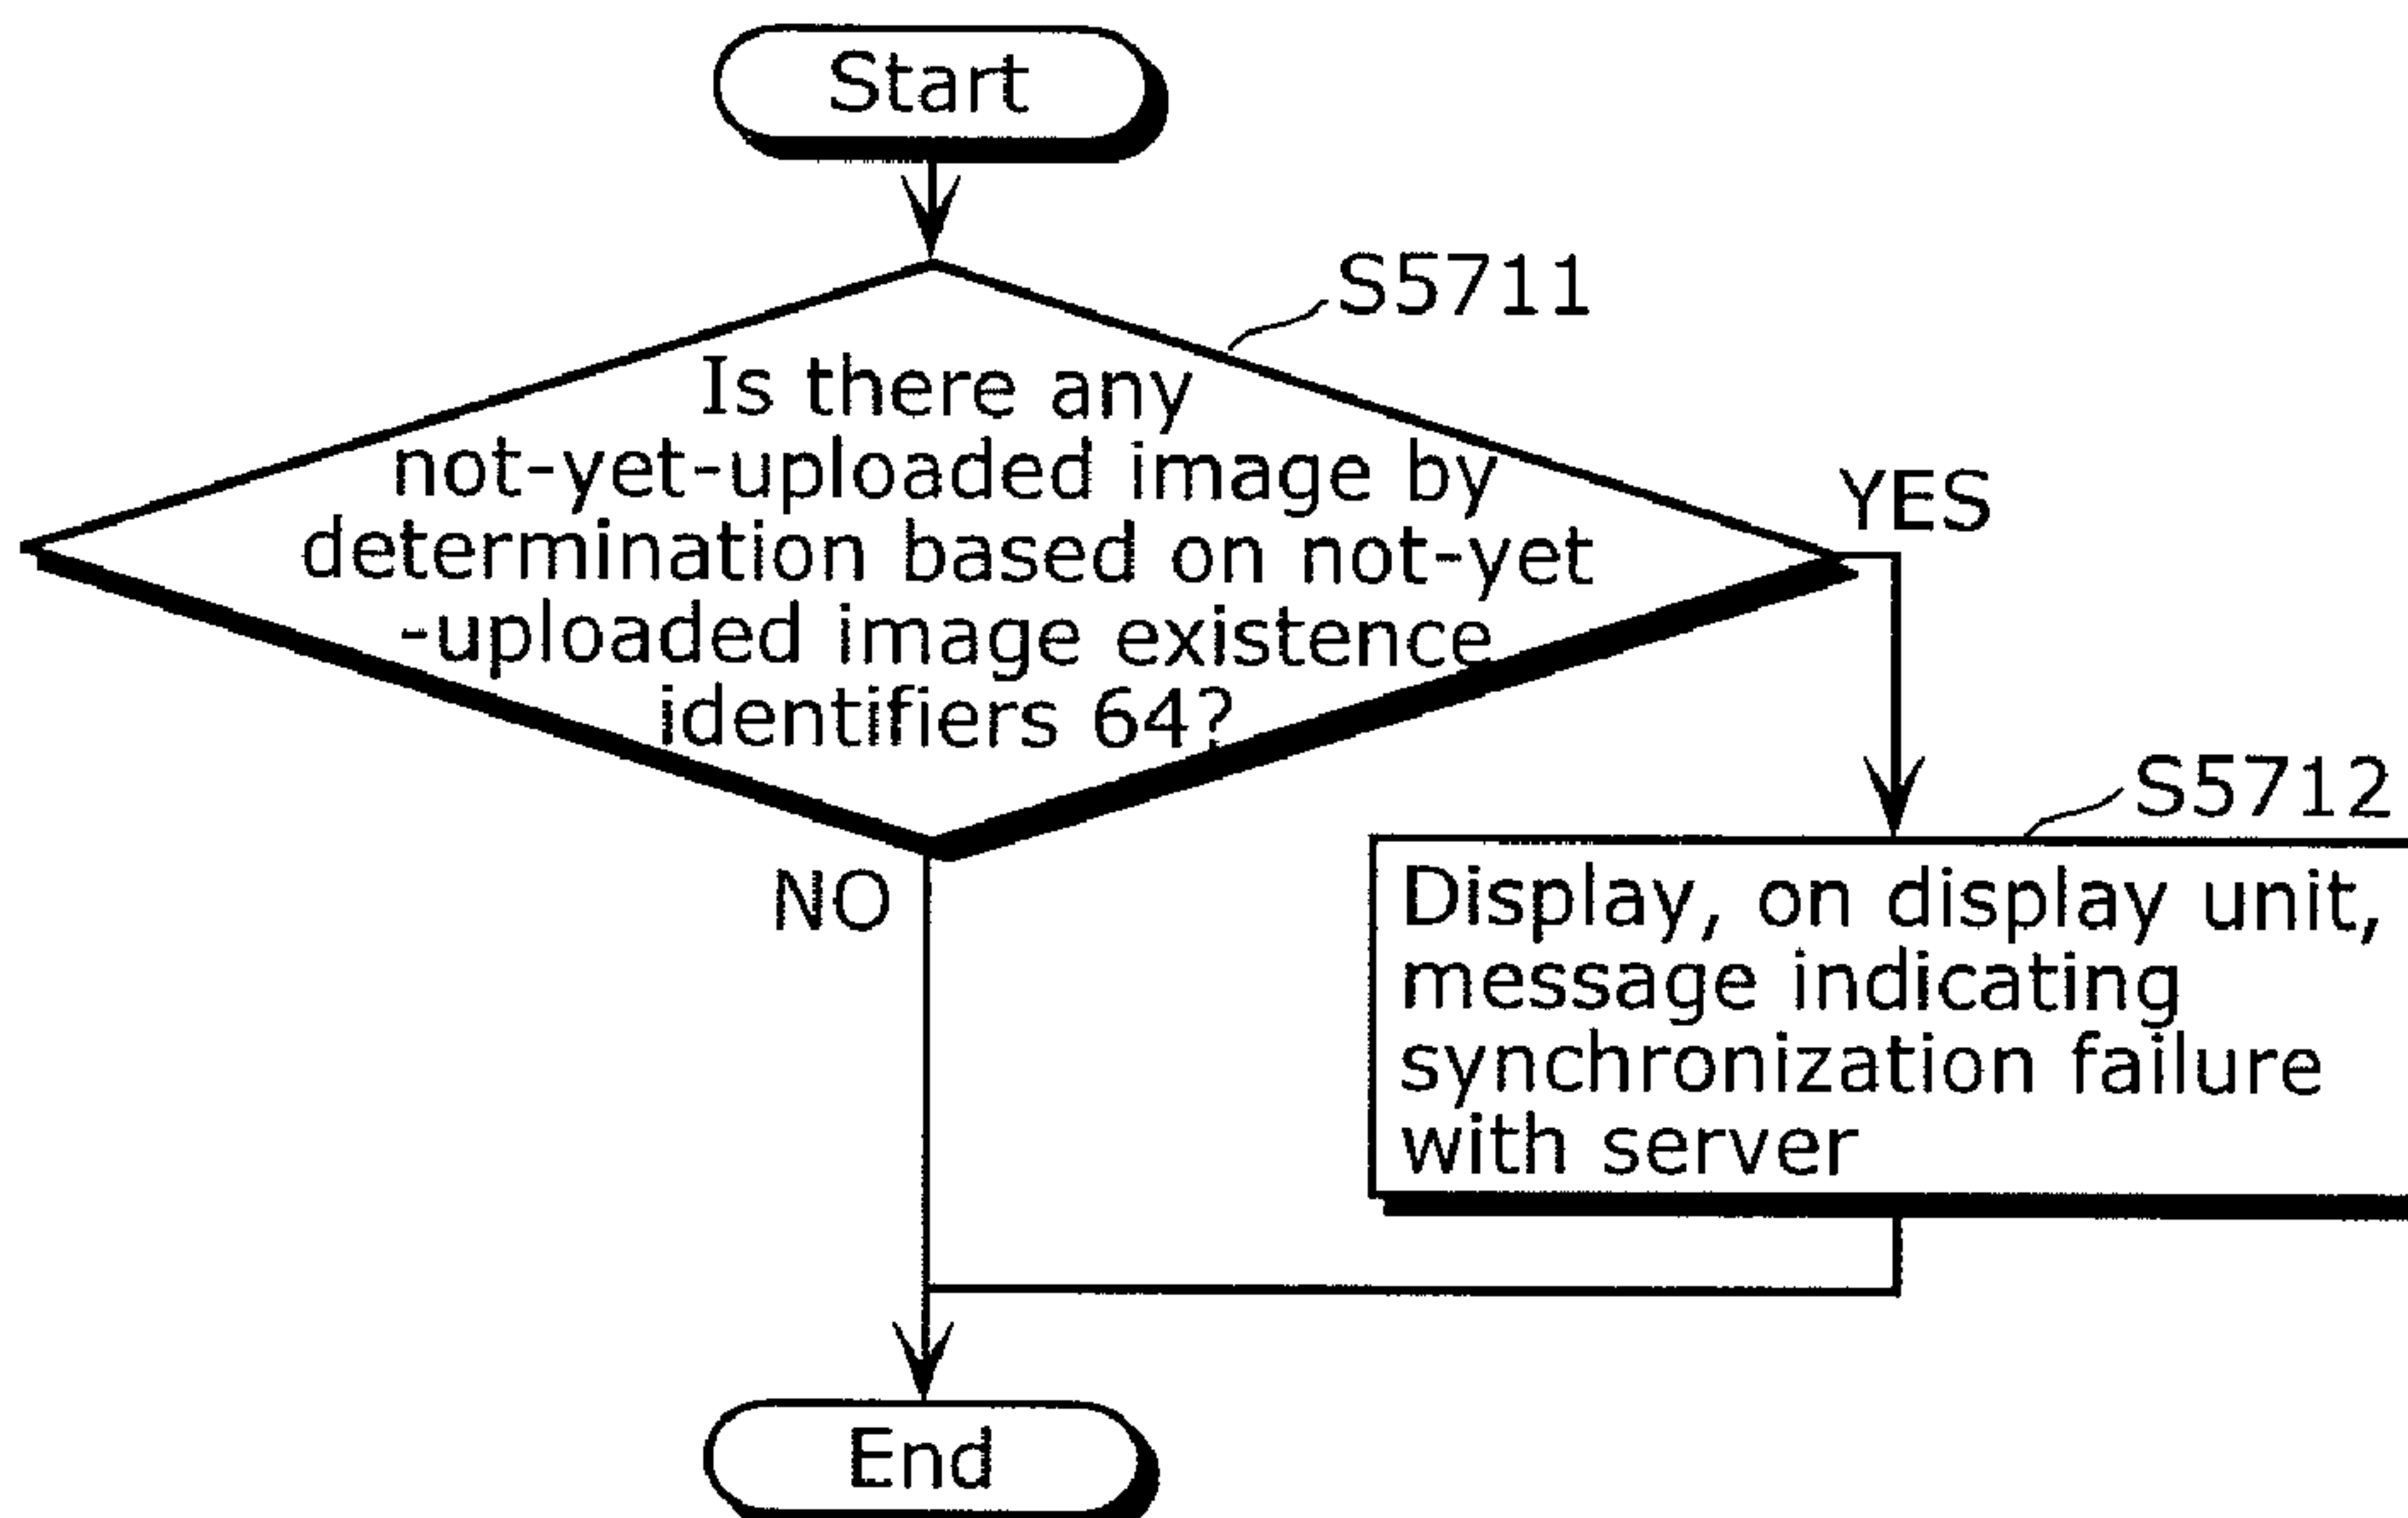 Start
S5711
Is there any
not-yet-uploaded image by
determination based on not-yet
-uploaded image existence
identifiers 64?
YES
NO
S5712
Display, on display unit,
message indicating
synchronization failure
with server
End